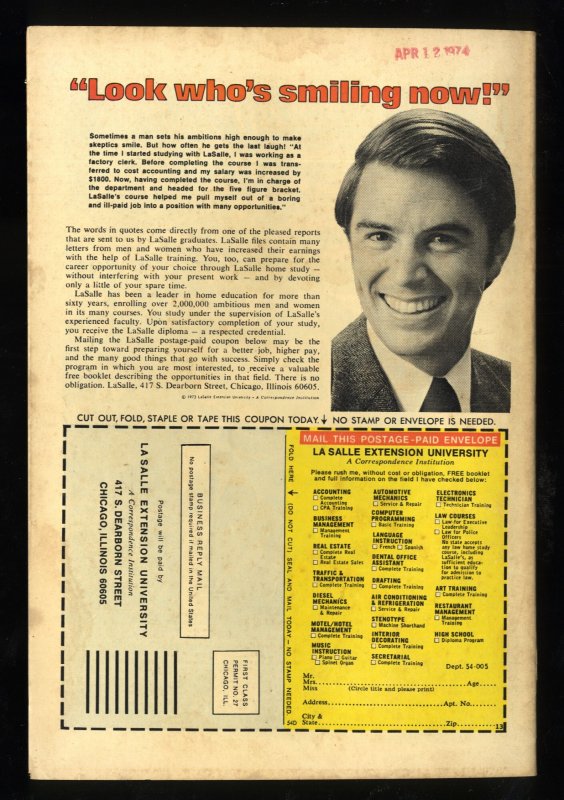 APR 12 1974
"Look who's smiling now!"
Sometimes a man sets his ambitions high enough to make
skeptics smile. But how often he gets the last laugh! "At
the time I started studying with LaSalle, I was working as a
factory clerk. Before completing the course I was trans-
ferred to cost accounting and my salary was increased by
$1800. Now, having completed the course, I'm in charge of
the department and headed for the five figure bracket.
LaSalle's course helped me pull myself out of a boring
and ill-paid job into a position with many opportunities."
The words in quotes come directly from one of the pleased reports
that are sent to us by LaSalle graduates. LaSalle files contain many
letters from men and women who have increased their earnings
with the help of LaSalle training. You, too, can prepare for the
career opportunity of your choice through LaSalle home study —
without interfering with your present work — and by devoting
only a little of your spare time.
LaSalle has been a leader in home education for more than
sixty years, enrolling over 2,000,000 ambitious men and women
in its many courses. You study under the supervision of LaSalle's
experienced faculty. Upon satisfactory completion of your study,
you receive the LaSalle diploma — a respected credential.
Mailing the LaSalle postage-paid coupon below may be the
first step toward preparing yourself for a better job, higher pay,
and the many good things that go with success. Simply check the
program in which you are most interested, to receive a valuable
free booklet describing the opportunities in that field. There is no
obligation. LaSalle, 417 S. Dearborn Street, Chicago, Illinois 60605.
© 1973 LaSalle Extension University • A Correspondence Institution
CUT OUT, FOLD, STAPLE OR TAPE THIS COUPON TODAY. NO STAMP OR ENVELOPE IS NEEDED.
BUSINESS REPLY MAIL
No postage stamp required if mailed in the United States
Postage will be paid by
LA SALLE EXTENSION UNIVERSITY
A Correspondence Institution
417 S. DEARBORN STREET
CHICAGO, ILLINOIS 60605
FIRST CLASS
PERMIT NO. 27
CHICAGO, ILL.
FOLD HERE (DO NOT CUT) SEAL AND MAIL TODAY – NO STAMP NEEDED.
54D
MAIL THIS POSTAGE-PAID ENVELOPE
LA SALLE EXTENSION UNIVERSITY
A Correspondence Institution
Please rush me, without cost or obligation, FREE booklet
and full information on the field I have checked below:
ACCOUNTING
Complete
Accounting
CPA Training
BUSINESS
MANAGEMENT
Management
Training
REAL ESTATE
Complete Real
Estate
Real Estate Sales
TRAFFIC &
TRANSPORTATION
Complete Training
DIESEL
MECHANICS
Maintenance
& Repair
MOTEL/HOTEL
MANAGEMENT
Complete Training
MUSIC
INSTRUCTION
Piano Guitar
Spinet Organ
AUTOMOTIVE
MECHANICS
Service & Repair
COMPUTER
PROGRAMMING
Basic Training
LANGUAGE
INSTRUCTION
French Spanish
DENTAL OFFICE
ASSISTANT
Complete Training
DRAFTING
Complete Training
AIR CONDITIONING
& REFRIGERATION
Service & Repair
STENOTYPE
Machine Shorthand
INTERIOR
DECORATING
Complete Training
SECRETARIAL
Complete Training
ELECTRONICS
TECHNICIAN
Technician Training
LAW COURSES
Law for Executive
Leadership
Law for Police
Officers
No state accepts
any law home study
course, including
LaSalle's, as
sufficient educa-
tion to qualify
for admission to
practice law.
ART TRAINING
Complete Training
RESTAURANT
MANAGEMENT
Management
Training
HIGH SCHOOL
Diploma Program
Dept. 54-005
Mr.
Mrs. Age
Miss (Circle title and please print)
Address Apt. No.
City &
State Zip
13